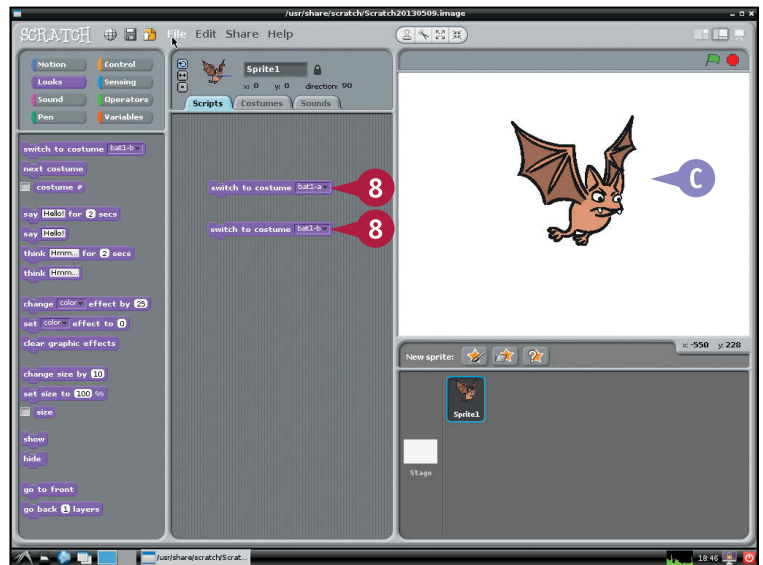 /usr/share/scratch/Scratch20130509.image
SCRATCH File Edit Share Help
Motion Control
Looks Sensing
Sound Operators
Pen Variables
switch to costume bat1-b
next costume
costume #
say Hello! for 2 secs
say Hello!
think Hmm... for 2 secs
think Hmm...
change color effect by 25
set color effect to 0
clear graphic effects
change size by 10
set size to 100 %
size
show
hide
go to front
go back 1 layers
Sprite1
x: 0 y: 0 direction: 90
Scripts Costumes Sounds
switch to costume bat1-a 8
switch to costume bat1-b 8
C
x: -550 y: 228
New sprite:
Sprite1
Stage
/usr/share/scratch/Scrat...
18:46